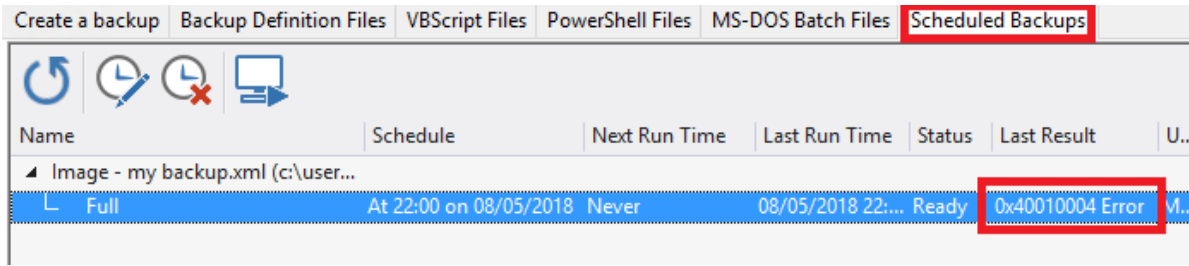 Create a backup Backup Definition Files VBScript Files PowerShell Files MS-DOS Batch Files Scheduled Backups
Name Schedule Next Run Time Last Run Time Status Last Result U...
Image - my backup.xml (c:\user...
Full At 22:00 on 08/05/2018 Never 08/05/2018 22:... Ready 0x40010004 Error M...